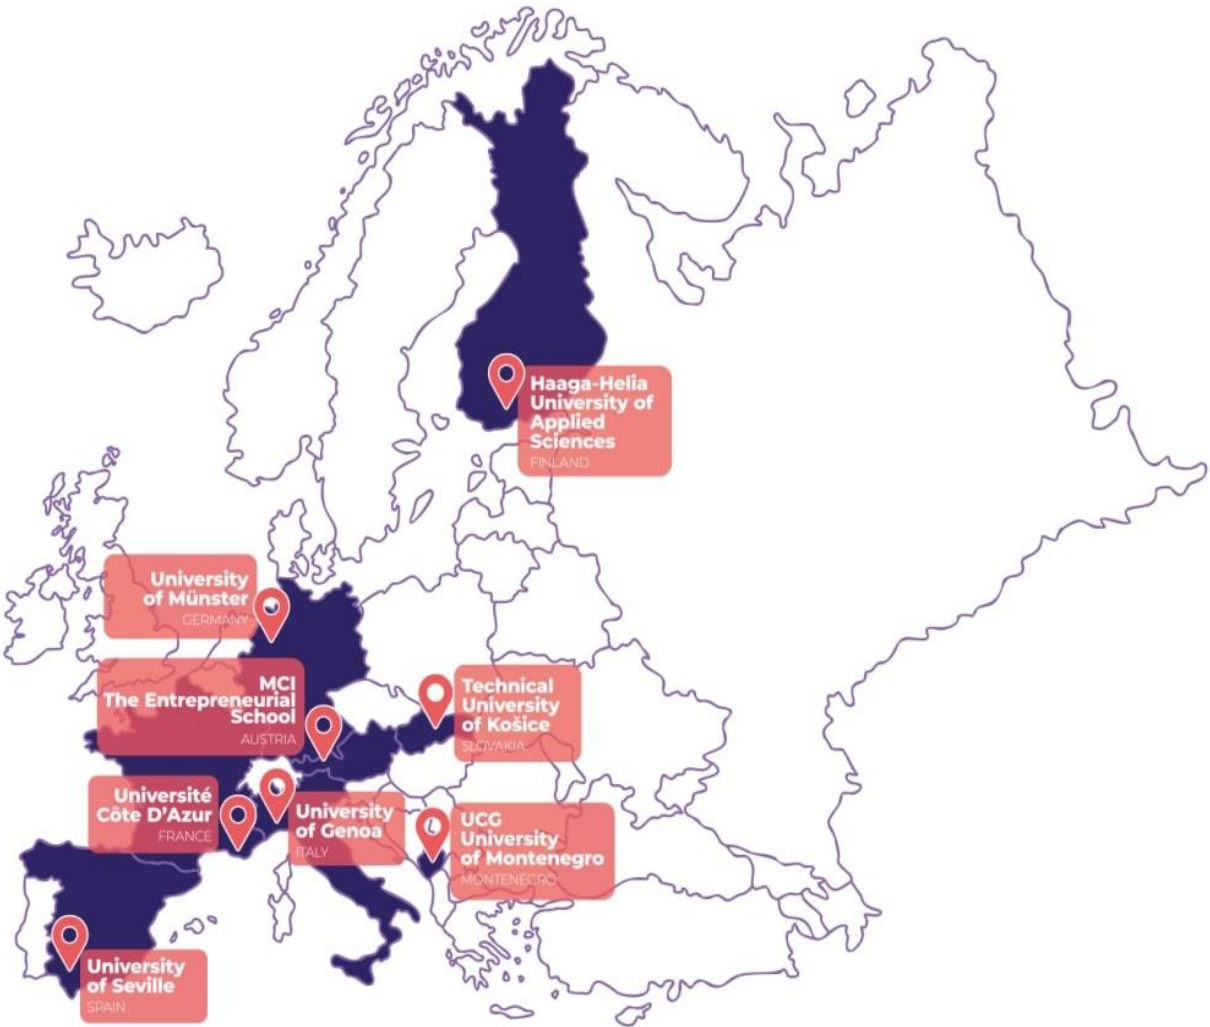 Haaga-Helia
University of
Applied
Sciences
FINLAND
University
of Münster
GERMANY
MCI
The Entrepreneurial
School
AUSTRIA
Technical
University
of Košice
SLOVAKIA
Université
Côte D'Azur
FRANCE
University
of Genoa
ITALY
UCG
University
of Montenegro
MONTENEGRO
University
of Seville
SPAIN